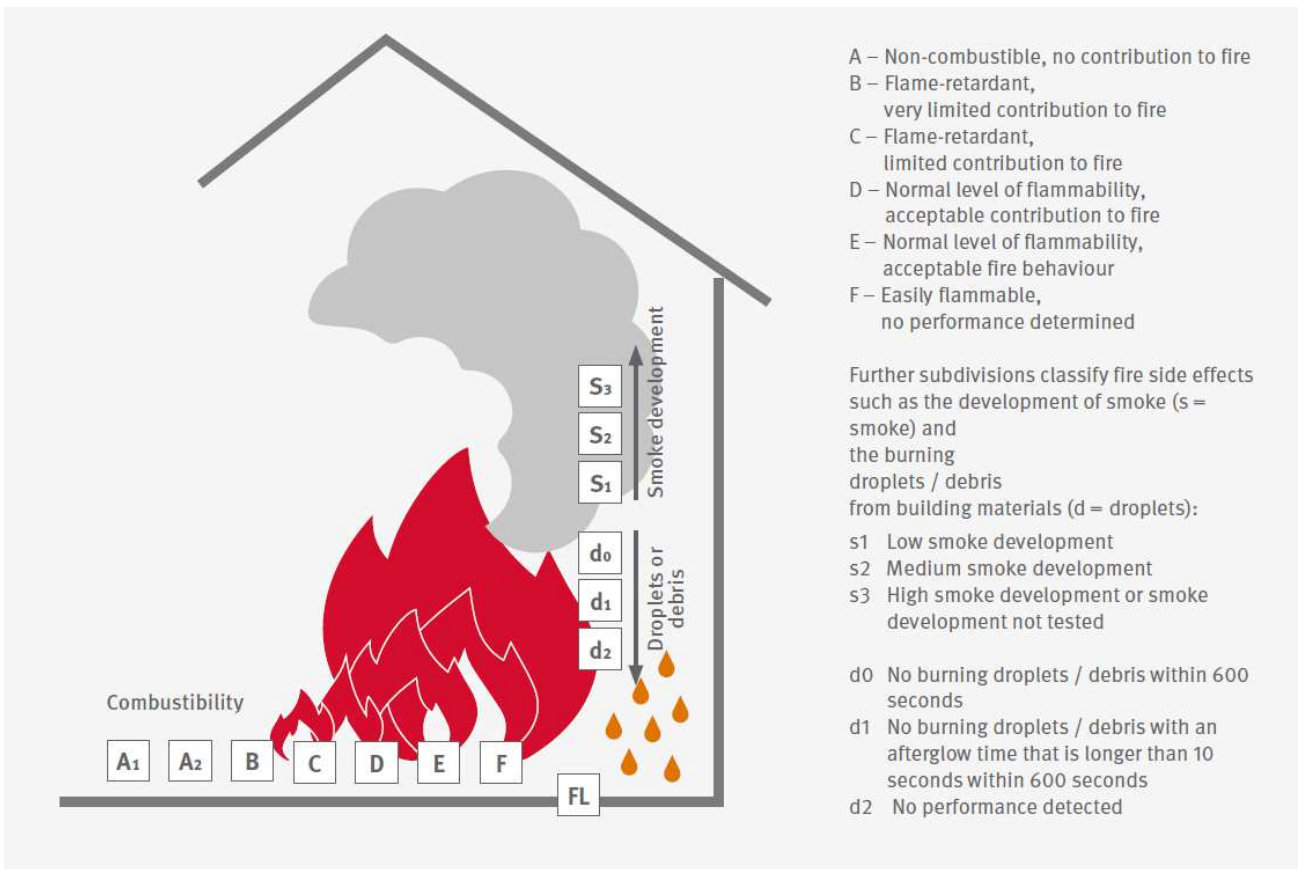 A – Non-combustible, no contribution to fire
B – Flame-retardant,
very limited contribution to fire
C – Flame-retardant,
limited contribution to fire
D – Normal level of flammability,
acceptable contribution to fire
E – Normal level of flammability,
acceptable fire behaviour
F – Easily flammable,
no performance determined
Further subdivisions classify fire side effects
such as the development of smoke (s =
smoke) and
the burning
droplets / debris
from building materials (d = droplets):
s1 Low smoke development
s2 Medium smoke development
s3 High smoke development or smoke
development not tested
d0 No burning droplets / debris within 600
seconds
d1 No burning droplets / debris with an
afterglow time that is longer than 10
seconds within 600 seconds
d2 No performance detected
Smoke development
S3
S2
S1
Droplets or
debris
d0
d1
d2
Combustibility
A1 A2 B C D E F
FL